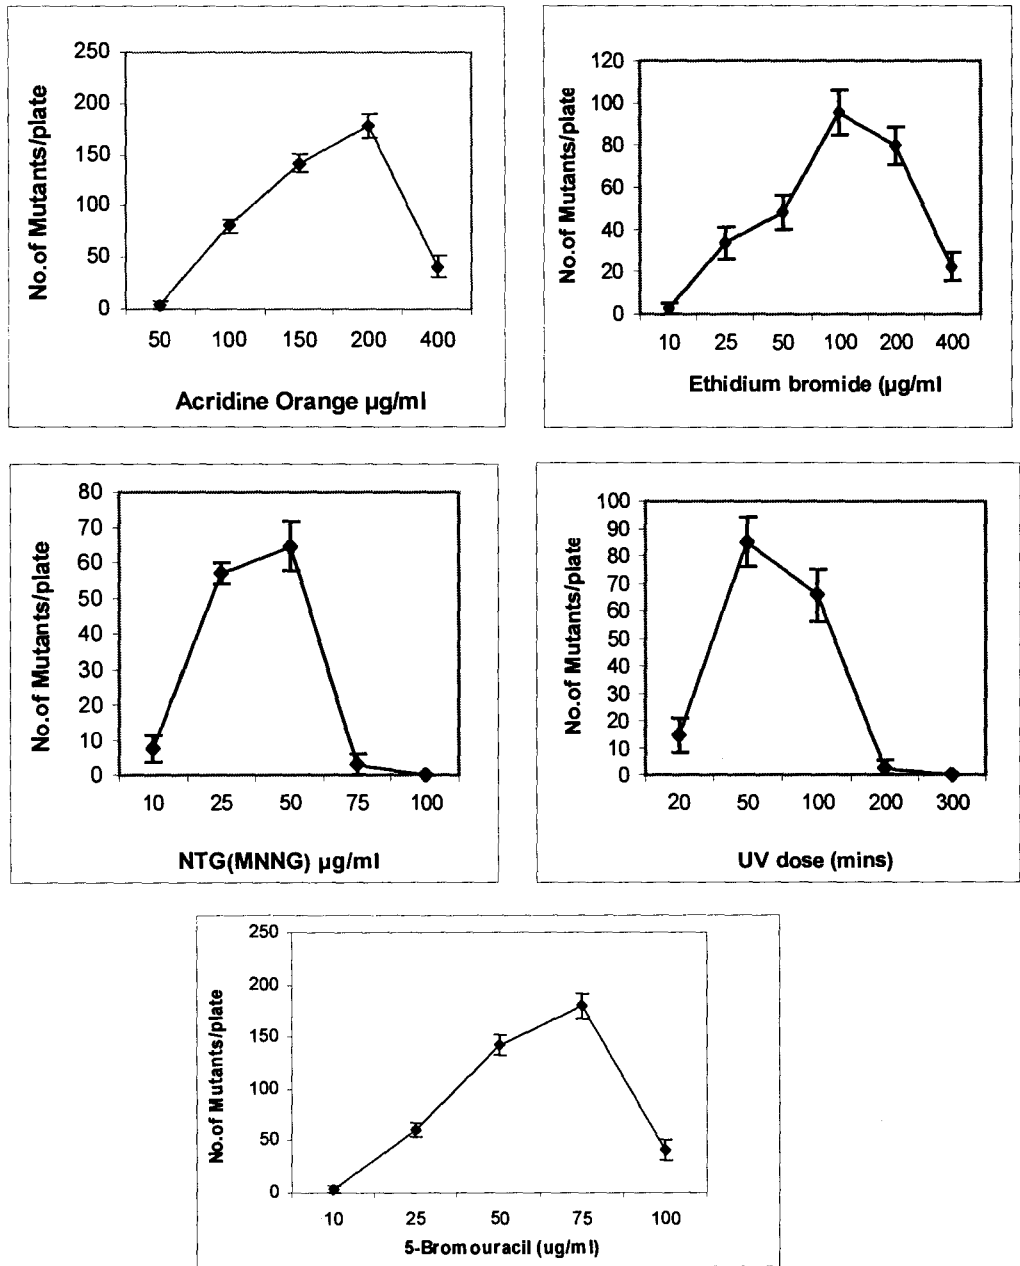 250
200
150
100
50
0
No.of Mutants/plate
50 100 150 200 400
Acridine Orange µg/ml
120
100
80
60
40
20
0
No.of Mutants/plate
10 25 50 100 200 400
Ethidium bromide (µg/ml
80
70
60
50
40
30
20
10
0
No.of Mutants/plate
10 25 50 75 100
NTG(MNNG) µg/ml
100
90
80
70
60
50
40
30
20
10
0
No.of Mutants/plate
20 50 100 200 300
UV dose (mins)
250
200
150
100
50
0
No.of Mutants/plate
10 25 50 75 100
5-Bromouracil (ug/ml)